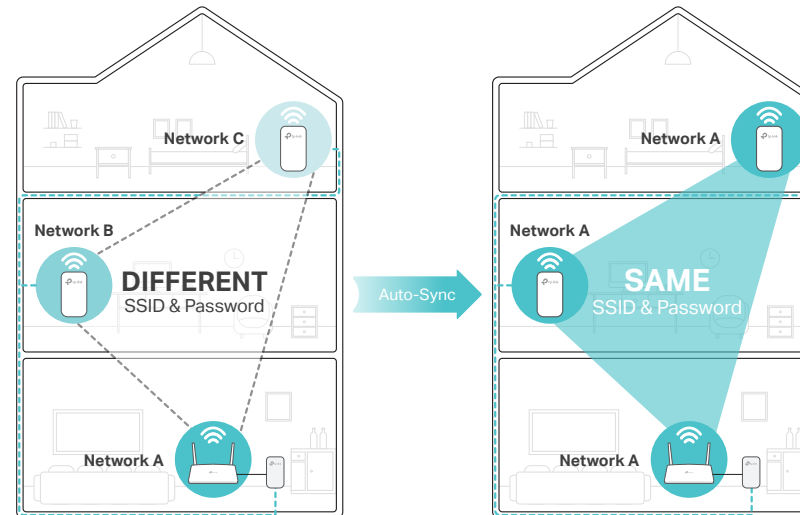 Network C
Network B
DIFFERENT
SSID & Password
Network A
Auto-Sync
Network A
Network A
SAME
SSID & Password
Network A